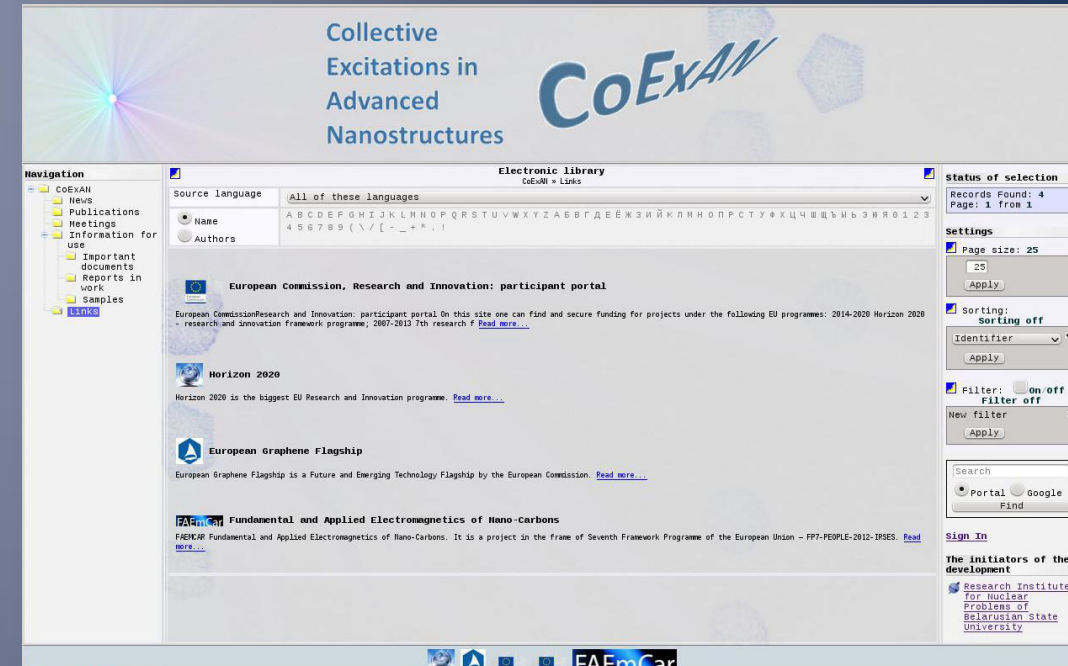 Collective
Excitations in
Advanced
Nanostructures
CoExAN
Navigation
CoExAN
News
Publications
Meetings
Information for
use
Important
documents
Reports in
work
Samples
Links
Electronic library
CoExAN » Links
Source language
All of these languages
Name
Authors
A B C D E F G H I J K L M N O P Q R S T U V W X Y Z А Б В Г Д Е Ё Ж З И Й К Л М Н О П Р С Т У Ф Х Ц Ч Ш Щ Ъ Ы Ь Э Ю Я 0 1 2 3
4 5 6 7 8 9 ( \ / [ - _ + * . !
European Commission, Research and Innovation: participant portal
European CommissionResearch and Innovation: participant portal On this site one can find and secure funding for projects under the following EU programmes: 2014-2020 Horizon 2020
- research and innovation framework programme; 2007-2013 7th research f Read more...
Horizon 2020
Horizon 2020 is the biggest EU Research and Innovation programme. Read more...
European Graphene Flagship
European Graphene Flagship is a Future and Emerging Technology Flagship by the European Commission. Read more...
FAEmCar Fundamental and Applied Electromagnetics of Nano-Carbons
FAEMCAR Fundamental and Applied Electromagnetics of Nano-Carbons. It is a project in the frame of Seventh Framework Programme of the European Union – FP7-PEOPLE-2012-IRSES. Read
more...
Status of selection
Records Found: 4
Page: 1 from 1
Settings
Page size: 25
25
Apply
Sorting:
Sorting off
Identifier
Apply
Filter: On/Off
Filter off
New filter
Apply
Search
Portal Google
Find
Sign In
The initiators of the
development
Research Institute
for Nuclear
Problems of
Belarusian State
University
FAEmCar